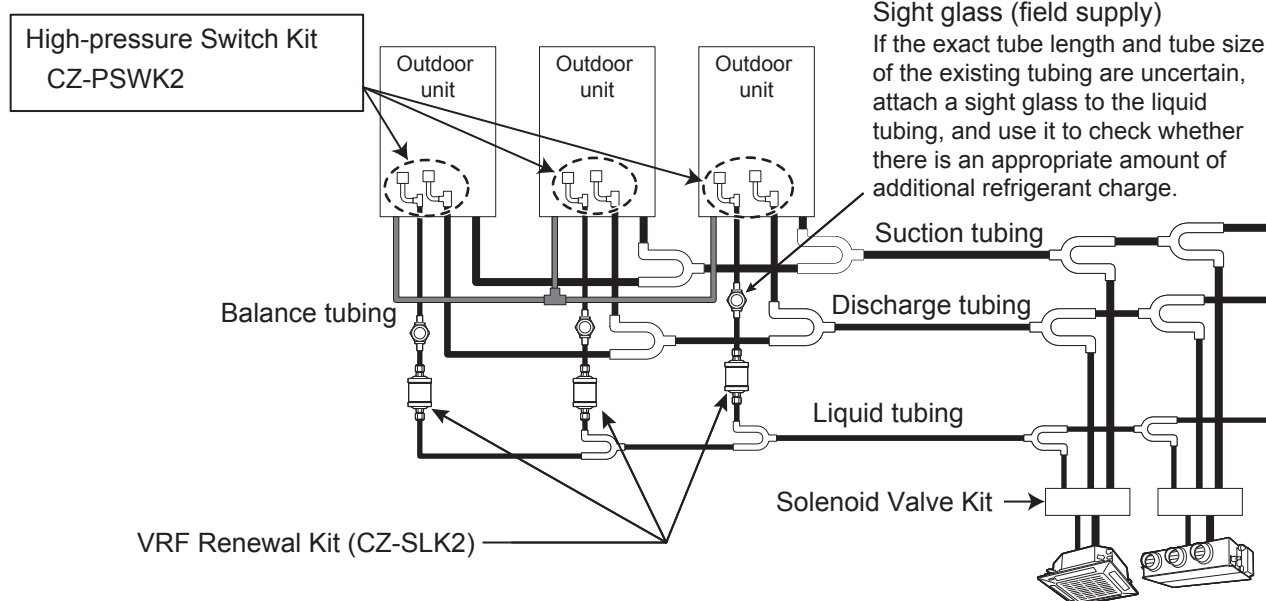 High-pressure Switch Kit
CZ-PSWK2
Outdoor
unit
Outdoor
unit
Outdoor
unit
Sight glass (field supply)
If the exact tube length and tube size
of the existing tubing are uncertain,
attach a sight glass to the liquid
tubing, and use it to check whether
there is an appropriate amount of
additional refrigerant charge.
Suction tubing
Balance tubing
Discharge tubing
Liquid tubing
Solenoid Valve Kit
VRF Renewal Kit (CZ-SLK2)